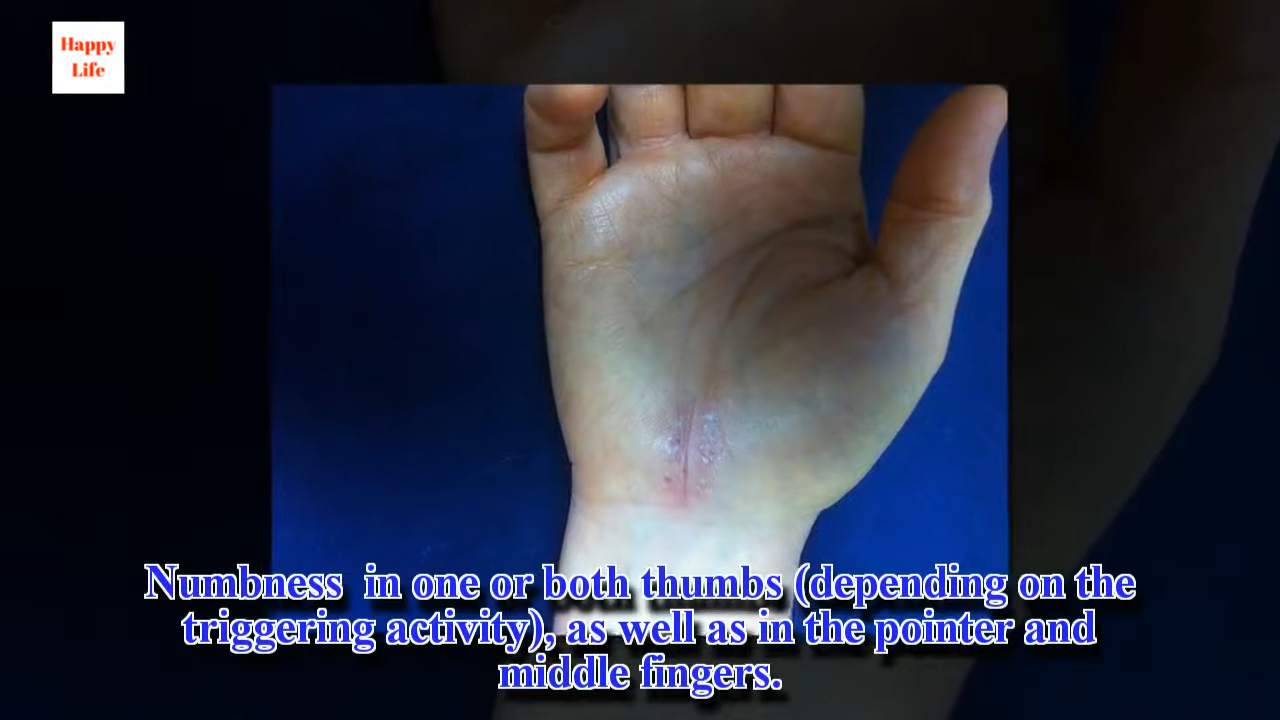 Happy
Life
Numbness  in one or both thumbs (depending on the
triggering activity), as well as in the pointer and
middle fingers.